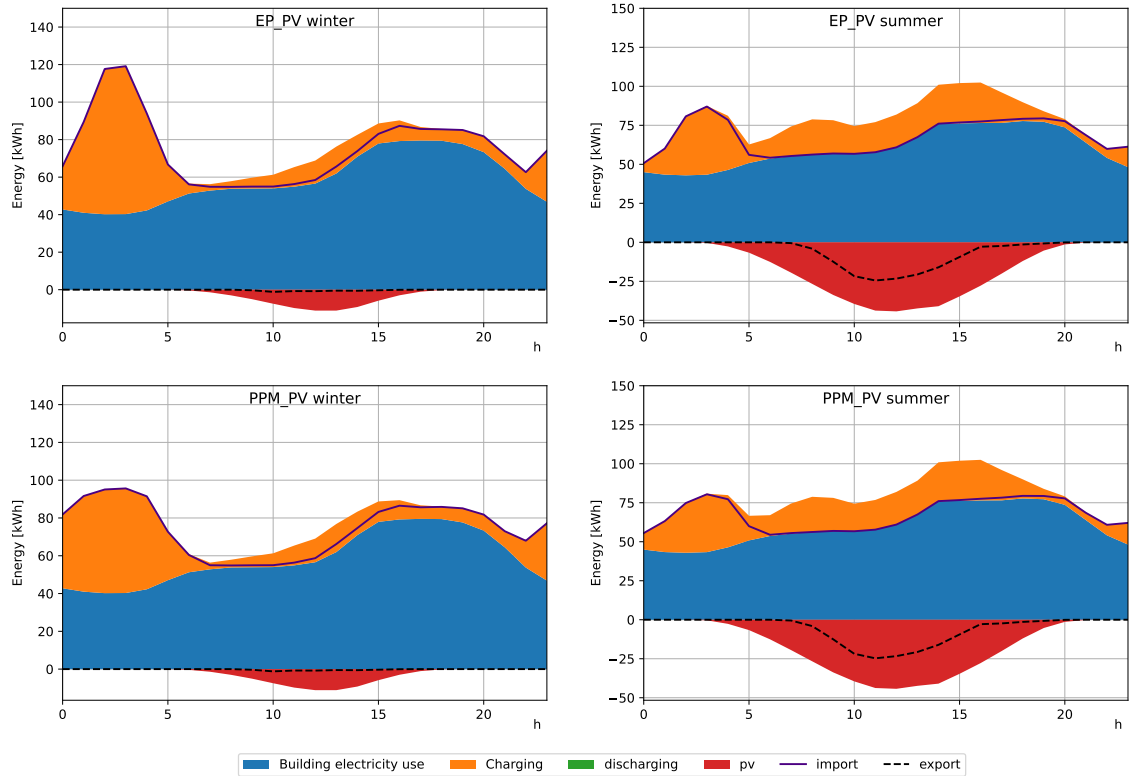 EP_PV winter
Energy [kWh]
140
120
100
80
60
40
20
0
0 5 10 15 20
h
EP_PV summer
Energy [kWh]
150
125
100
75
50
25
0
−25
−50
0 5 10 15 20
h
PPM_PV winter
Energy [kWh]
140
120
100
80
60
40
20
0
0 5 10 15 20
h
PPM_PV summer
Energy [kWh]
150
125
100
75
50
25
0
−25
−50
0 5 10 15 20
h
Building electricity use Charging discharging pv import export